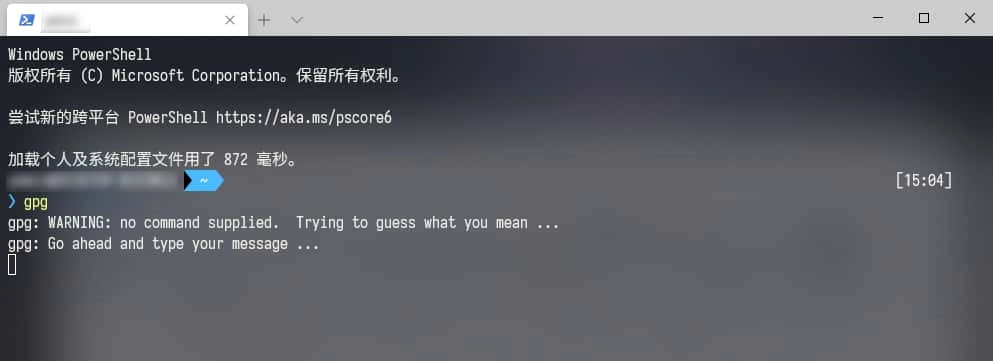 Windows PowerShell
版权所有 (C) Microsoft Corporation。保留所有权利。
尝试新的跨平台 PowerShell https://aka.ms/pscore6
加载个人及系统配置文件用了 872 毫秒。
~ [15:04]
❯ gpg
gpg: WARNING: no command supplied.  Trying to guess what you mean ...
gpg: Go ahead and type your message ...